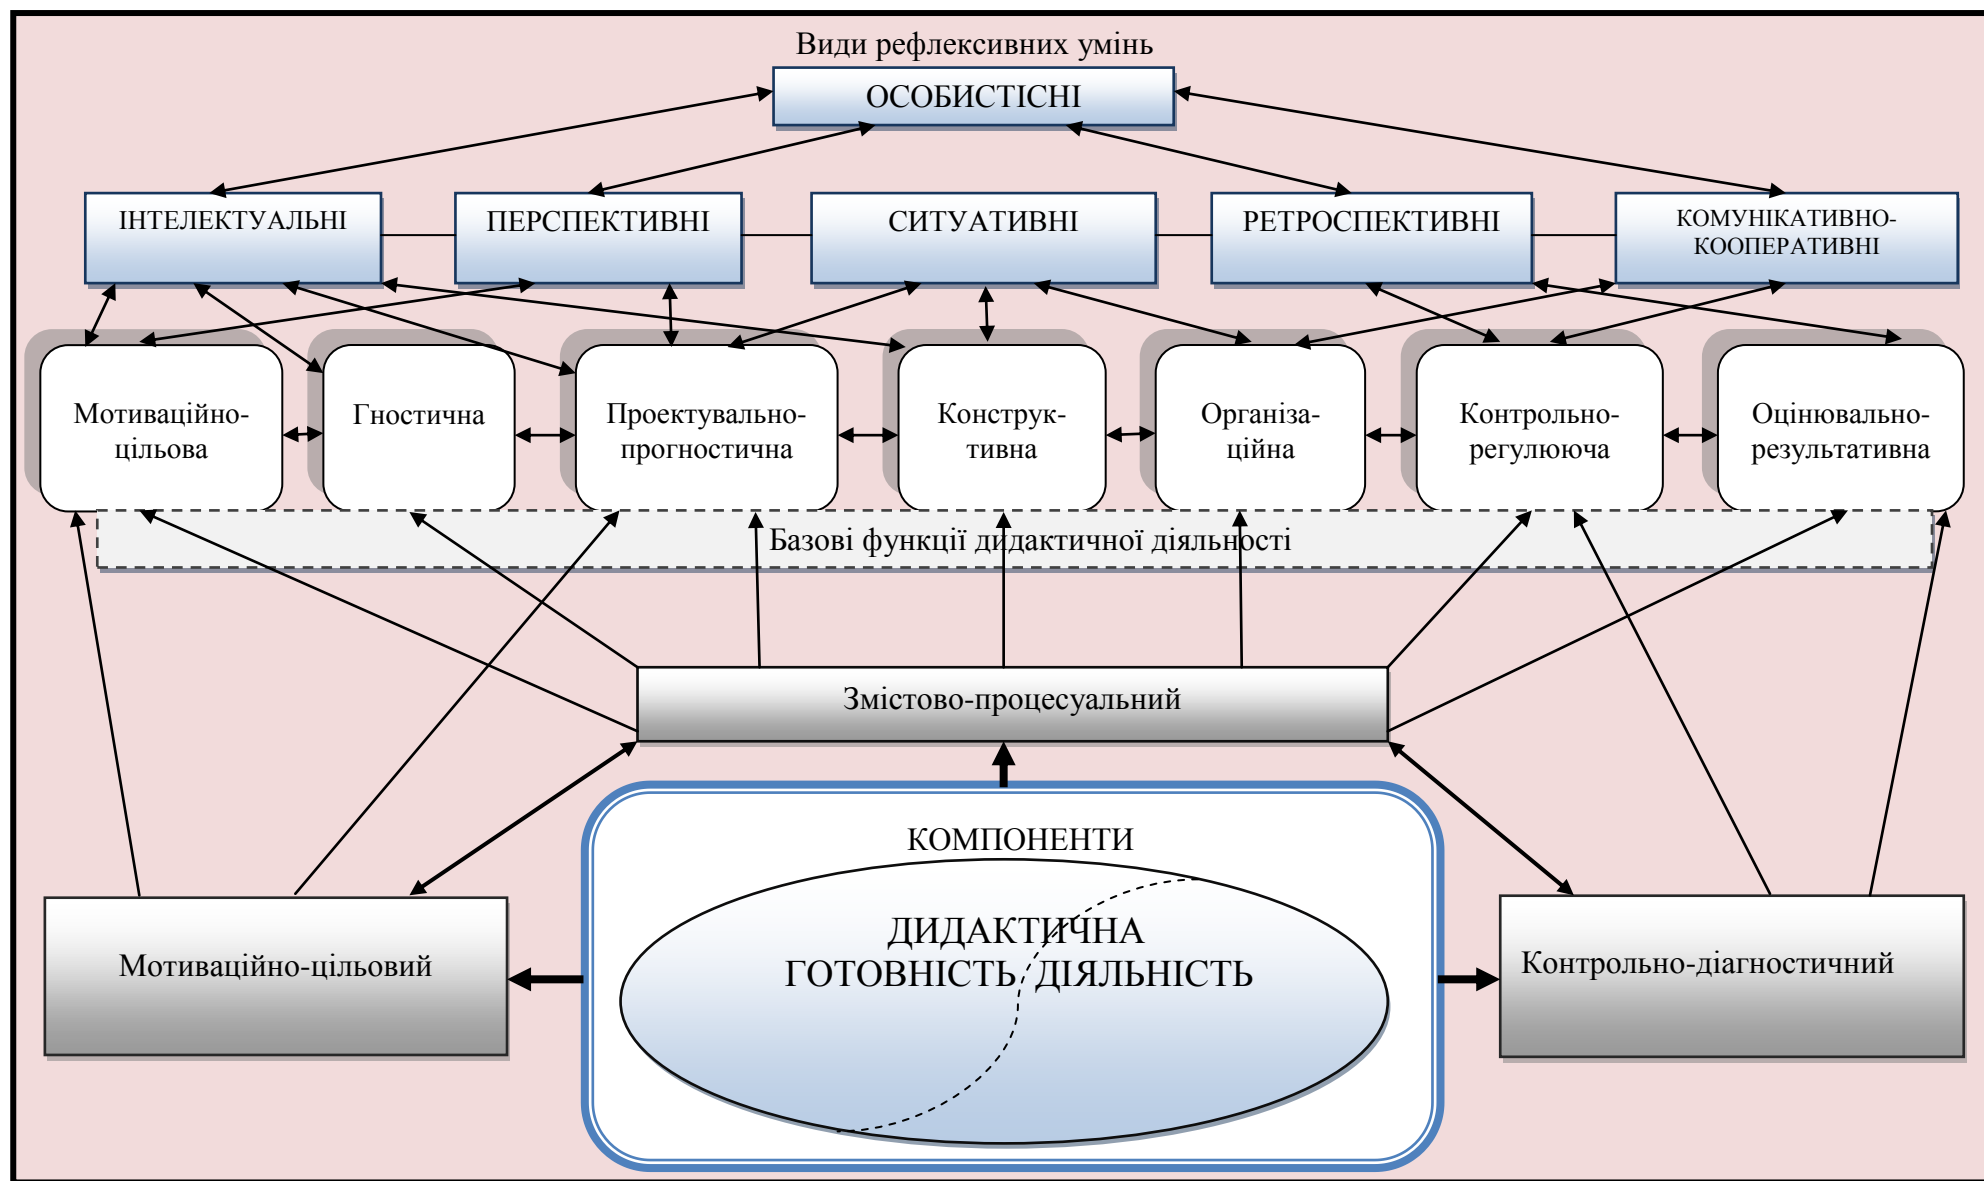 Види рефлексивних умінь
ОСОБИСТІСНІ
ІНТЕЛЕКТУАЛЬНІ
ПЕРСПЕКТИВНІ
СИТУАТИВНІ
РЕТРОСПЕКТИВНІ
КОМУНІКАТИВНО-
КООПЕРАТИВНІ
Мотиваційно-
цільова
Гностична
Проектувально-
прогностична
Конструк-
тивна
Організа-
ційна
Контрольно-
регулююча
Оцінювально-
результативна
Базові функції дидактичної діяльності
Змістово-процесуальний
КОМПОНЕНТИ
ДИДАКТИЧНА
ГОТОВНІСТЬ ДІЯЛЬНІСТЬ
Мотиваційно-цільовий
Контрольно-діагностичний